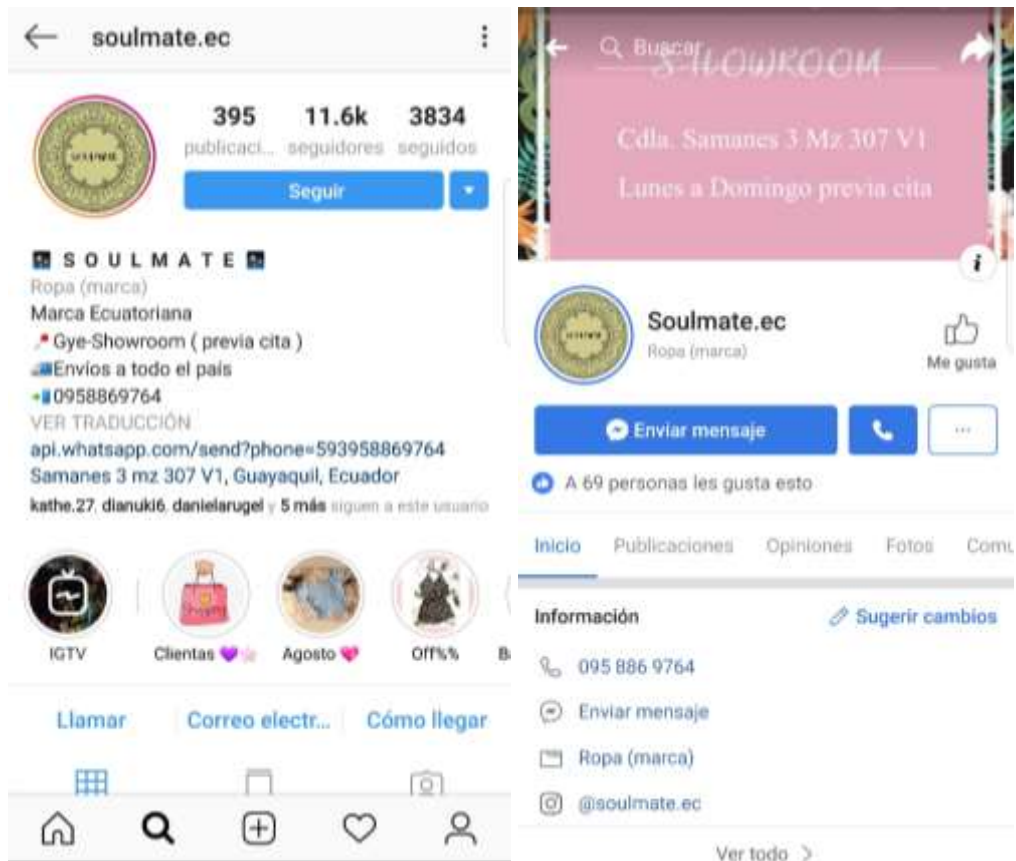 soulmate.ec
395 11.6k 3834
publicaci... seguidores seguidos
Seguir
S O U L M A T E
Ropa (marca)
Marca Ecuatoriana
Gye-Showroom ( previa cita )
Envios a todo el país
0958869764
VER TRADUCCIÓN
api.whatsapp.com/send?phone=593958869764
Samanes 3 mz 307 V1, Guayaquil, Ecuador
kathe.27, dianuki6, danielarugel y 5 más siguen a este usuario
IGTV Clientas Agosto Off%% B
Llamar Correo electr... Cómo llegar
Buscar
SHOWROOM
Cdla. Samanes 3 Mz 307 V1
Lunes a Domingo previa cita
Soulmate.ec
Ropa (marca)
Me gusta
Enviar mensaje
A 69 personas les gusta esto
Inicio Publicaciones Opiniones Fotos Comu
Información Sugerir cambios
095 886 9764
Enviar mensaje
Ropa (marca)
@soulmate.ec
Ver todo